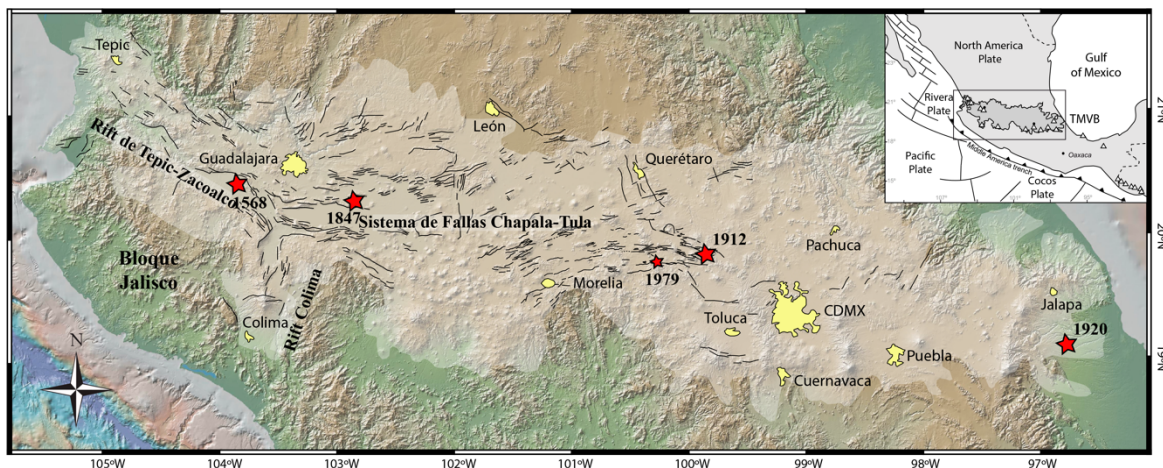 Tepic
León
Guadalajara
Querétaro
Rift de Tepic-Zacoalco
1568
1847
Sistema de Fallas Chapala-Tula
1912
Pachuca
1979
Bloque
Jalisco
Morelia
Colima
Rift Colima
Toluca
CDMX
Jalapa
1920
Puebla
Cuernavaca
N
North America
Plate
Gulf
of Mexico
Rivera
Plate
TMVB
Oaxaca
Middle America trench
Pacific
Plate
Cocos
Plate
21°N
20°N
19°N
105°W
104°W
103°W
102°W
101°W
100°W
99°W
98°W
97°W